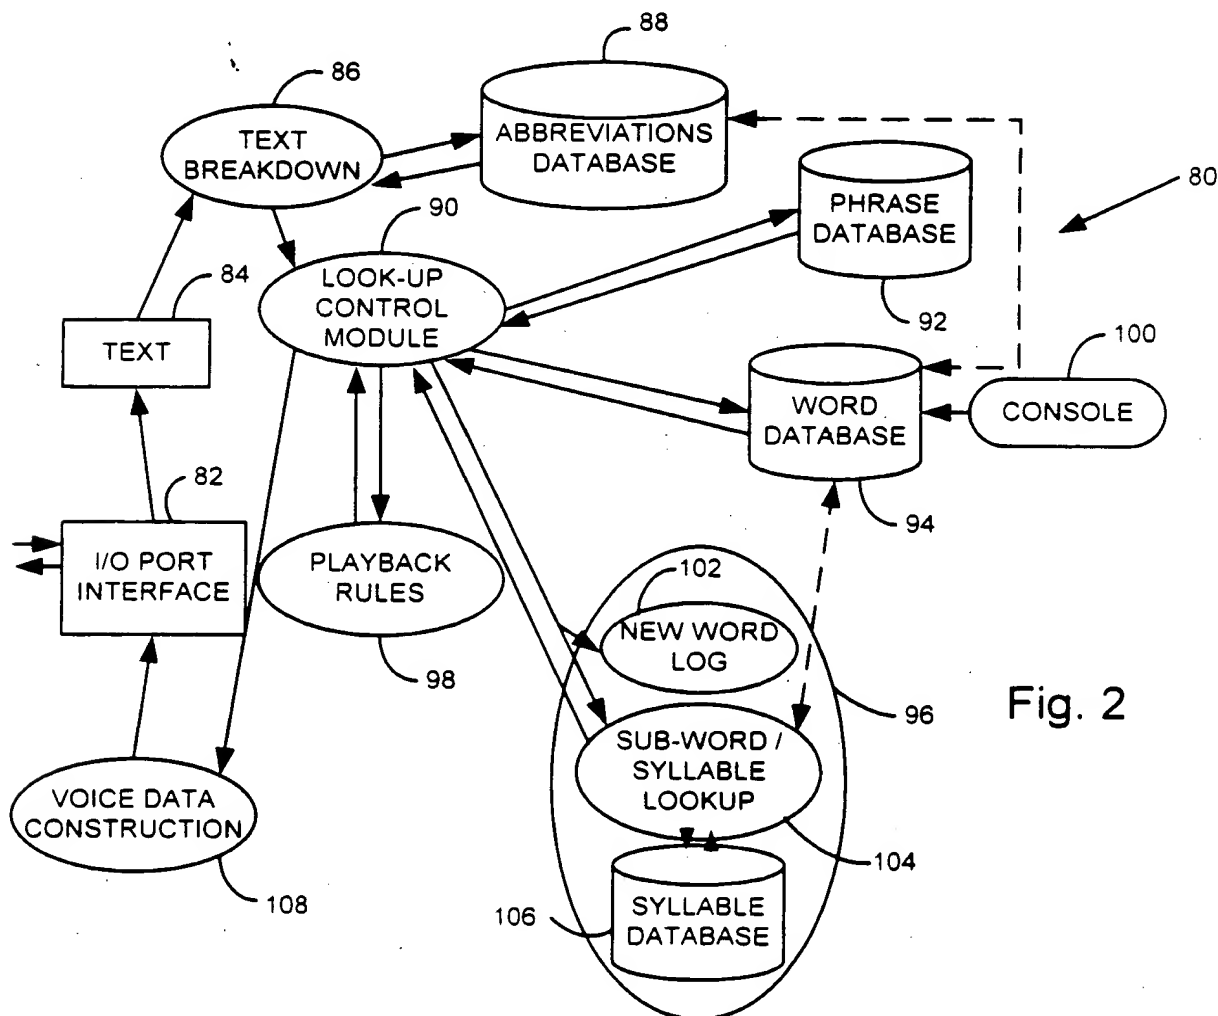 88
86
TEXT
BREAKDOWN
ABBREVIATIONS
DATABASE
80
PHRASE
DATABASE
90
LOOK-UP
CONTROL
MODULE
84
TEXT
92
100
WORD
DATABASE
CONSOLE
82
I/O PORT
INTERFACE
94
PLAYBACK
RULES
102
NEW WORD
LOG
98
96
Fig. 2
SUB-WORD /
SYLLABLE
LOOKUP
VOICE DATA
CONSTRUCTION
104
108
106
SYLLABLE
DATABASE